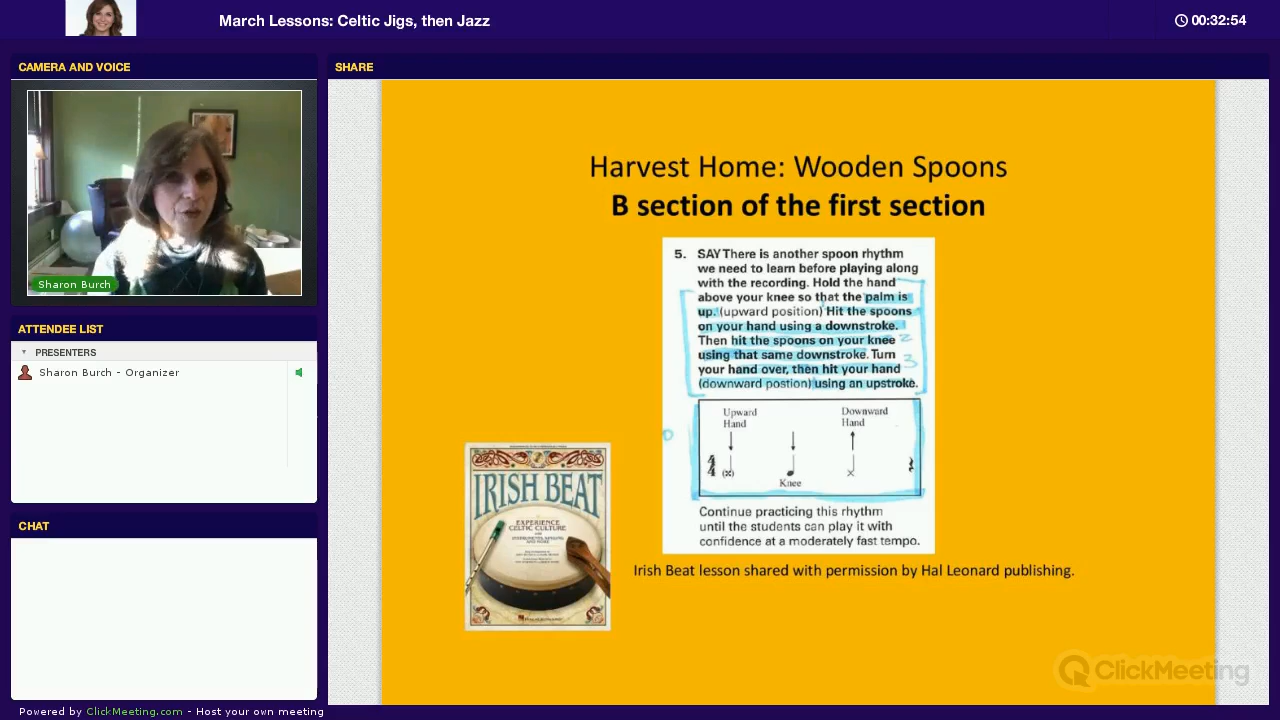 March Lessons: Celtic Jigs, then Jazz
00:32:54
CAMERA AND VOICE
Sharon Burch
ATTENDEE LIST
PRESENTERS
Sharon Burch - Organizer
CHAT
Powered by ClickMeeting.com - Host your own meeting
SHARE
Harvest Home: Wooden Spoons
B section of the first section
5. SAY There is another spoon rhythm
we need to learn before playing along
with the recording. Hold the hand
above your knee so that the palm is
up. (upward position) Hit the spoons
on your hand using a downstroke.
Then hit the spoons on your knee 2
using that same downstroke. Turn
your hand over, then hit your hand 3
(downward postion) using an upstroke.
Upward Downward
Hand Hand
4
4
Knee
Continue practicing this rhythm
until the students can play it with
confidence at a moderately fast tempo.
IRISH BEAT
EXPERIENCE
CELTIC CULTURE
Irish Beat lesson shared with permission by Hal Leonard publishing.
ClickMeeting